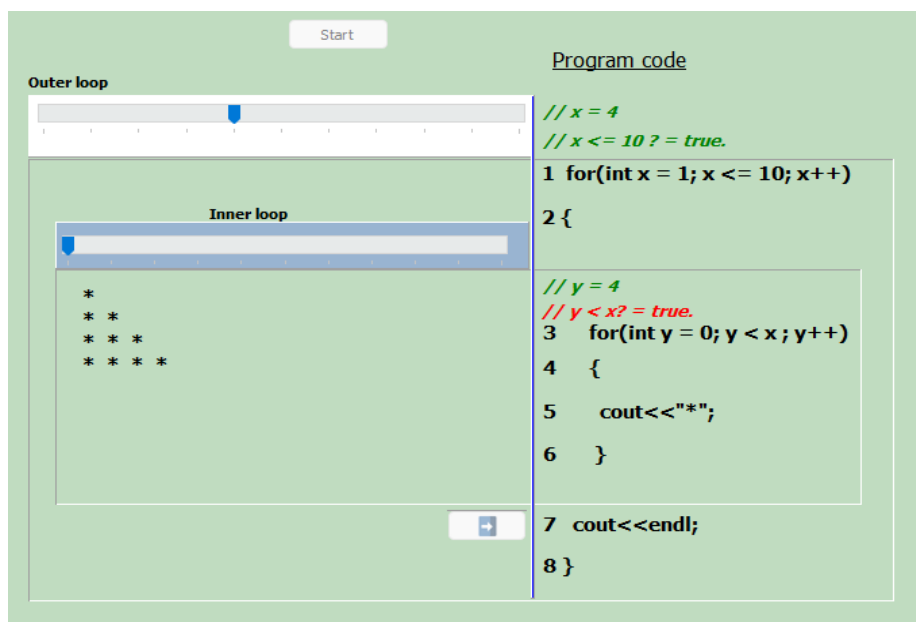 Start
Program code
Outer loop
// x = 4
// x <= 10 ? = true.
1 for(int x = 1; x <= 10; x++)
Inner loop
2 {
// y = 4
*
* *
* * *
* * * *
// y < x? = true.
3 for(int y = 0; y < x ; y++)
4 {
5 cout<<"*";
6 }
7 cout<<endl;
8 }